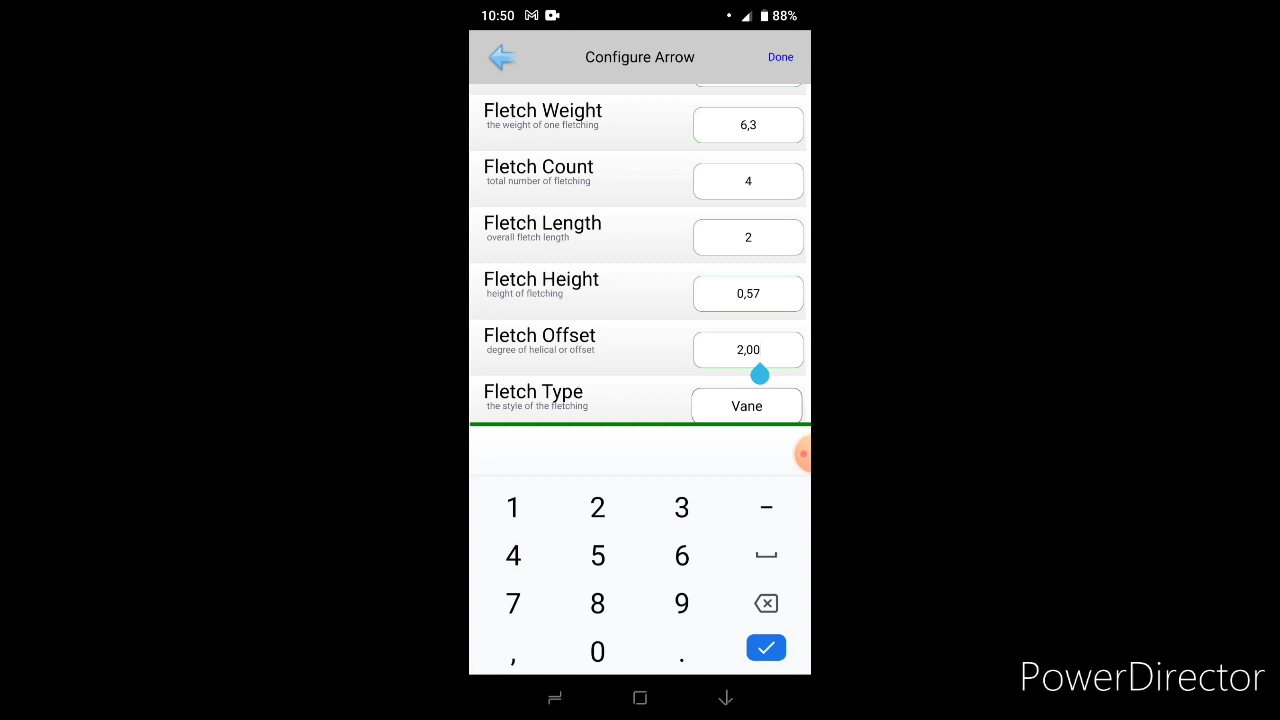 10:50
88%
Configure Arrow
Done
Fletch Weight
the weight of one fletching
6,3
Fletch Count
total number of fletching
4
Fletch Length
overall fletch length
2
Fletch Height
height of fletching
0,57
Fletch Offset
degree of helical or offset
2,00
Fletch Type
the style of the fletching
Vane
1 2 3 -
4 5 6
7 8 9
, 0 .
PowerDirector